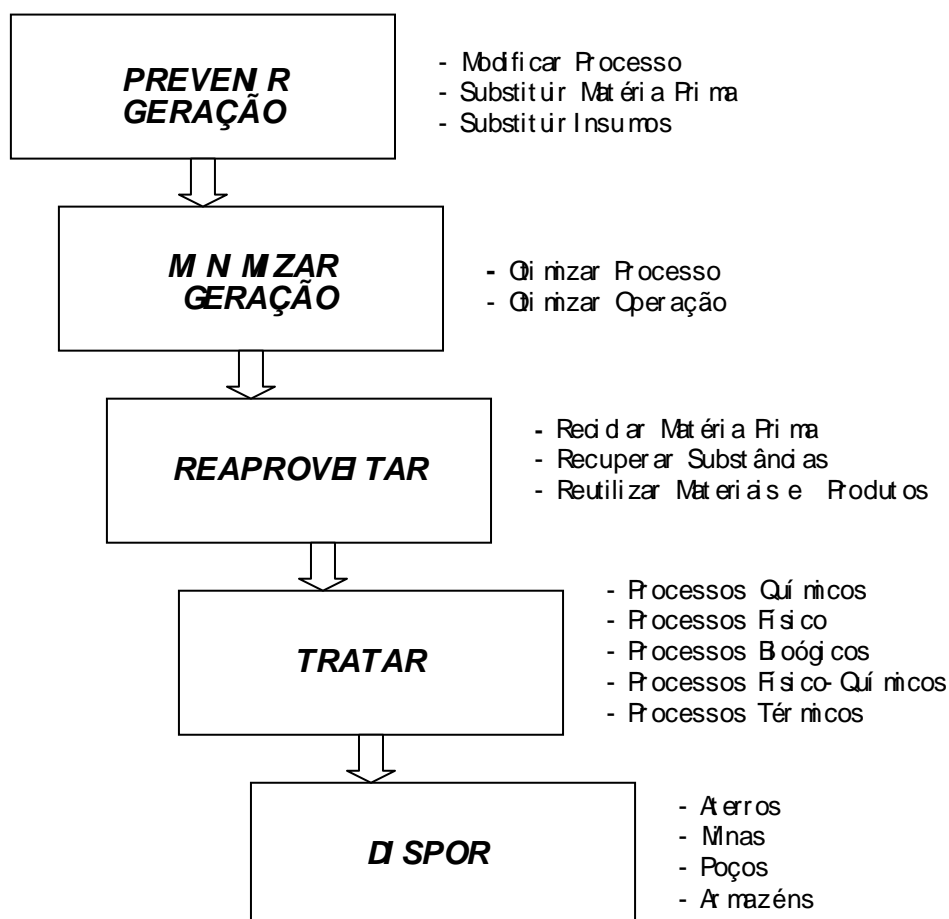 PREVENIR
GERAÇÃO
- Modificar Processo
- Substituir Matéria Prima
- Substituir Insumos
MINIMIZAR
GERAÇÃO
- Otimizar Processo
- Otimizar Operação
REAPROVEITAR
- Reciclar Matéria Prima
- Recuperar Substâncias
- Reutilizar Materiais e Produtos
TRATAR
- Processos Químicos
- Processos Físico
- Processos Biológicos
- Processos Físico-Químicos
- Processos Térmicos
DISPOR
- Aterros
- Minas
- Poços
- Armazéns